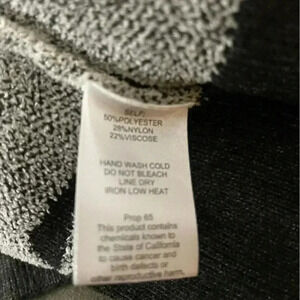 SELF:
50%POLYESTER
28%NYLON
22%VISCOSE
HAND WASH COLD
DO NOT BLEACH
LINE DRY
IRON LOW HEAT
Prop 65
This product contains
chemicals known to
the State of California
to cause cancer and
birth defects or
other reproductive harm.